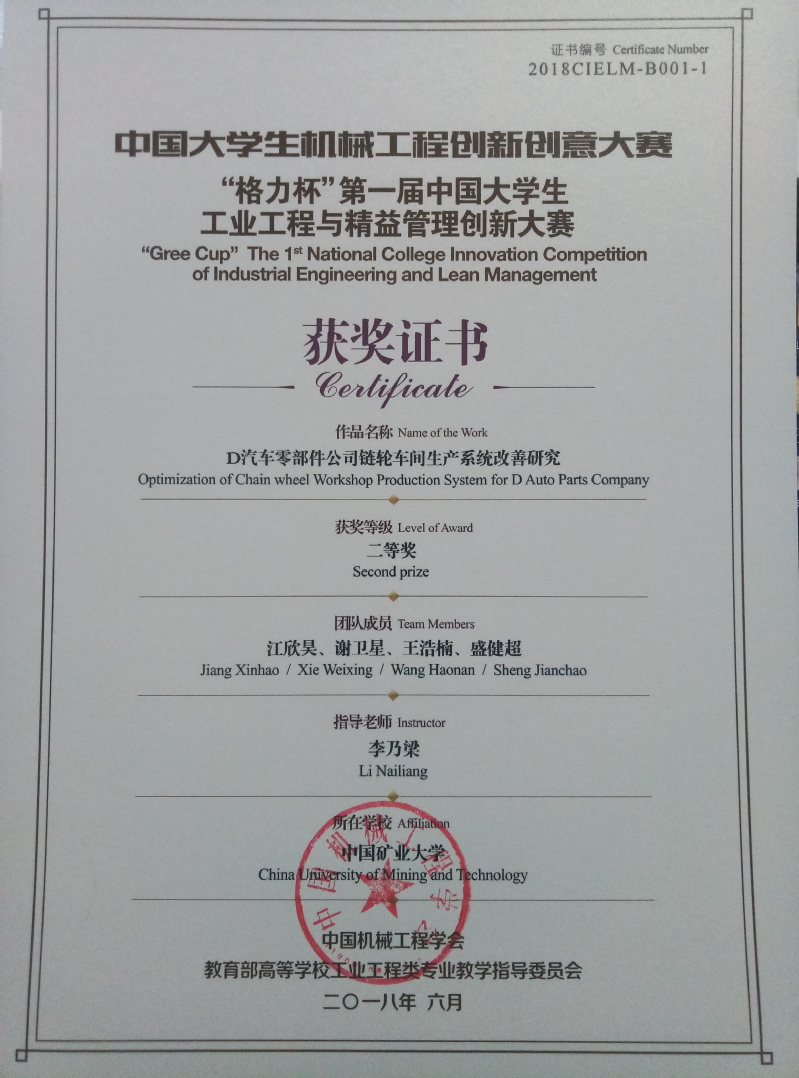 证书编号 Certificate Number
2018CIELM-B001-1
中国大学生机械工程创新创意大赛
“格力杯”第一届中国大学生
工业工程与精益管理创新大赛
“Gree Cup” The 1st National College Innovation Competition
of Industrial Engineering and Lean Management
获奖证书
Certificate
作品名称 Name of the Work
D汽车零部件公司链轮车间生产系统改善研究
Optimization of Chain wheel Workshop Production System for D Auto Parts Company
获奖等级 Level of Award
二等奖
Second prize
团队成员 Team Members
江欣昊、谢卫星、王浩楠、盛健超
Jiang Xinhao / Xie Weixing / Wang Haonan / Sheng Jianchao
指导老师 Instructor
李乃梁
Li Nailiang
所在学校 Affiliation
中国矿业大学
China University of Mining and Technology
中国机械工程学会
中国机械工程学会
教育部高等学校工业工程类专业教学指导委员会
二〇一八年 六月